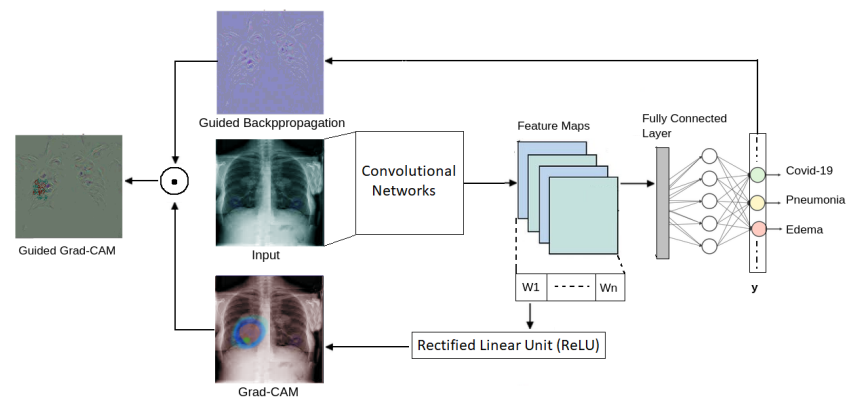 Guided Backppropagation
Guided Grad-CAM
Input
Convolutional
Networks
Feature Maps
Fully Connected
Layer
Covid-19
Pneumonia
Edema
y
W1
Wn
Rectified Linear Unit (ReLU)
Grad-CAM